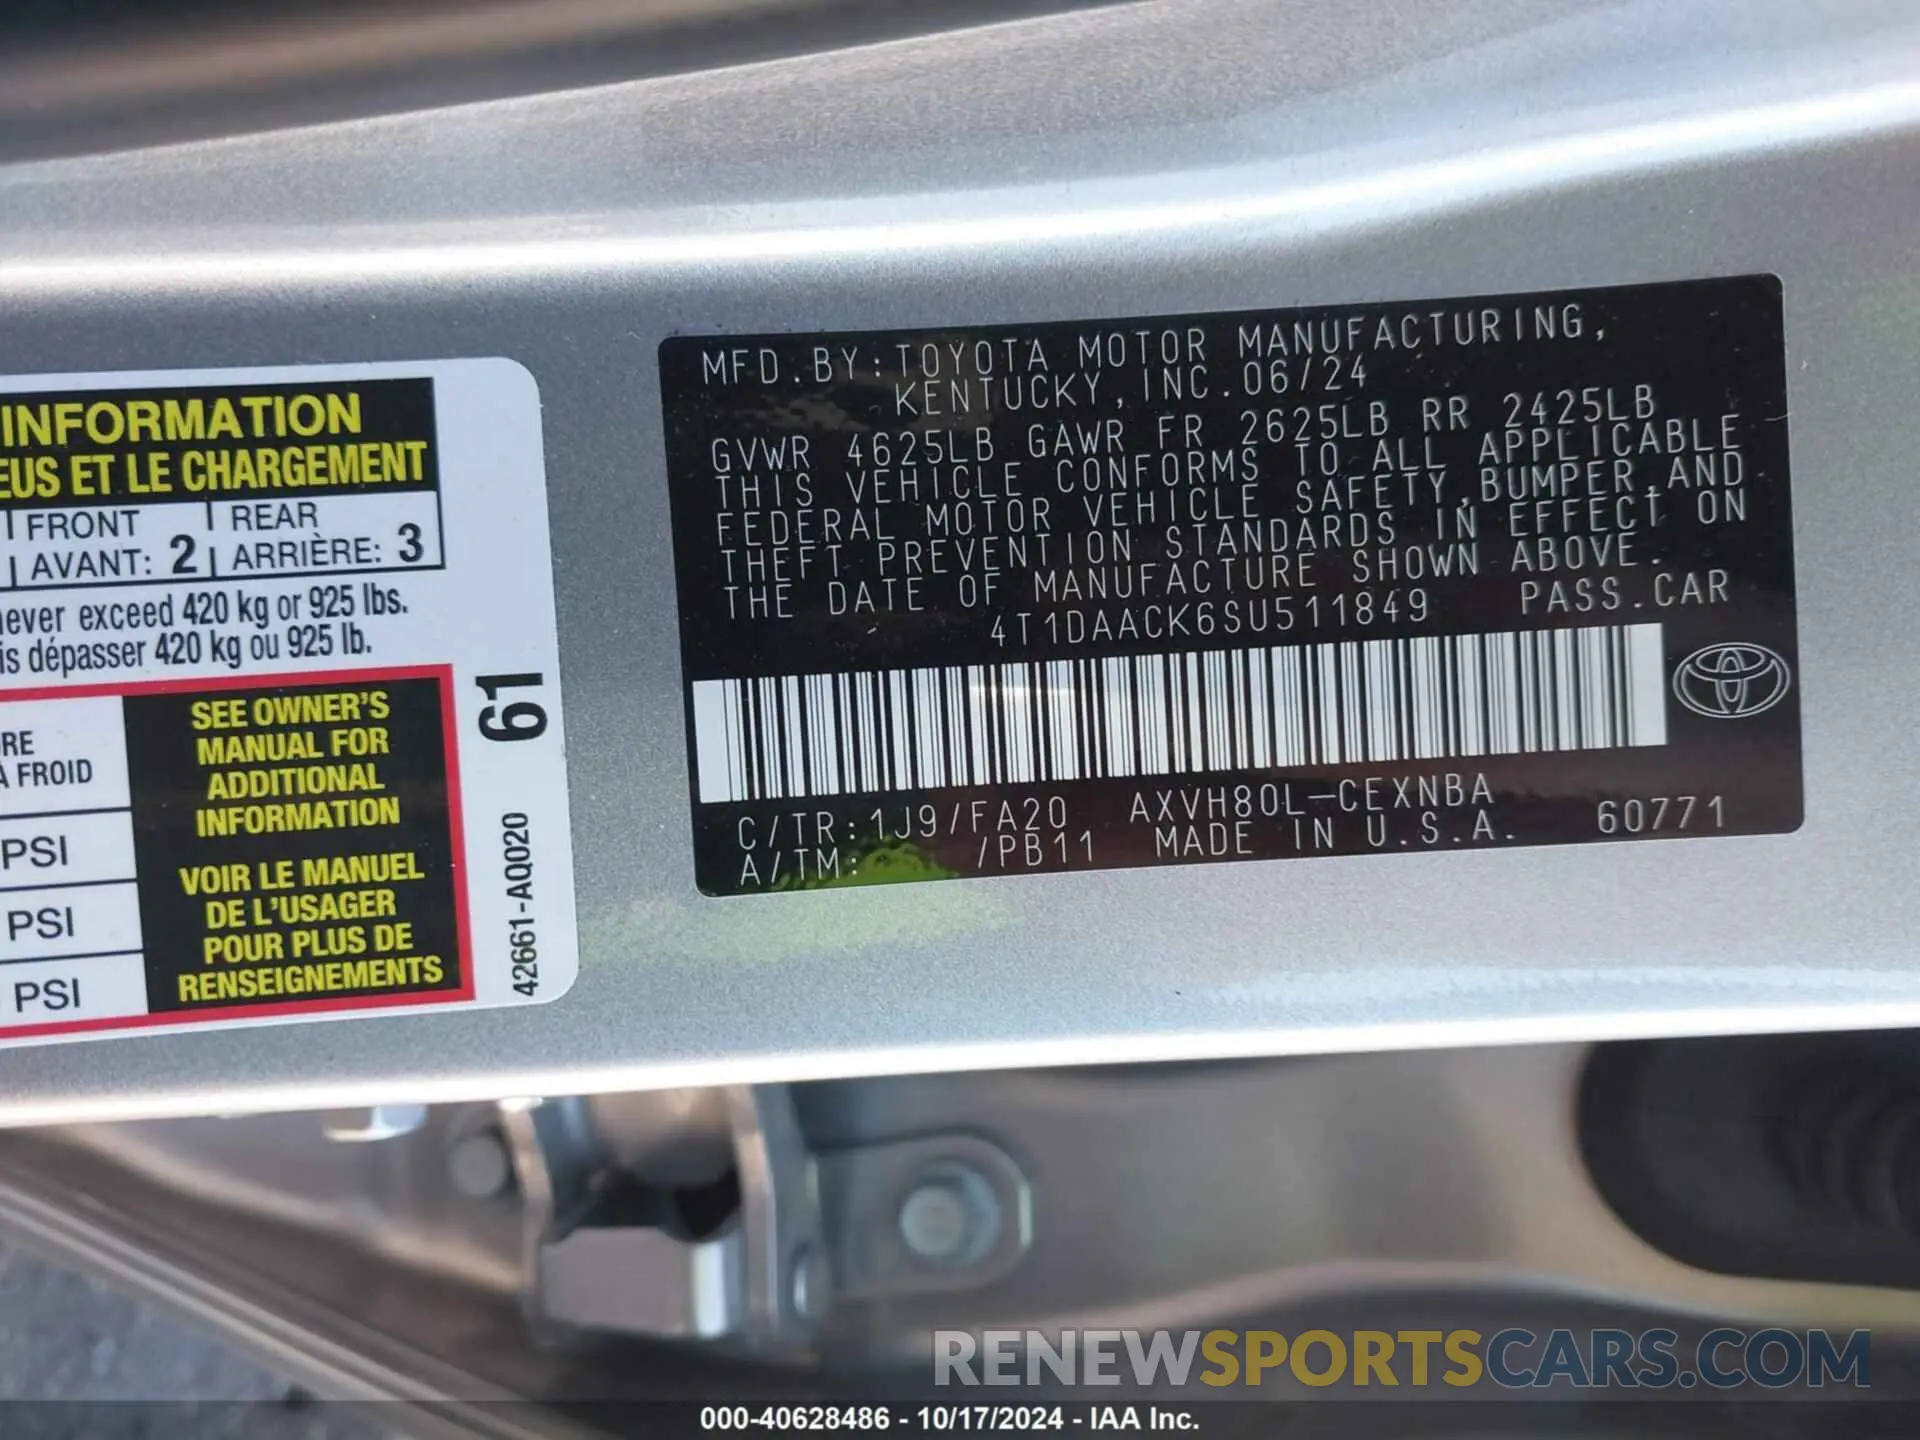 INFORMATION
EUS ET LE CHARGEMENT
FRONT
AVANT: 2
REAR
ARRIÈRE: 3
never exceed 420 kg or 925 lbs.
is dépasser 420 kg ou 925 lb.
RE
À FROID
PSI
PSI
PSI
SEE OWNER'S
MANUAL FOR
ADDITIONAL
INFORMATION
VOIR LE MANUEL
DE L'USAGER
POUR PLUS DE
RENSEIGNEMENTS
61
42661-AQ020
MFD.BY:TOYOTA MOTOR MANUFACTURING,
KENTUCKY,INC.06/24
GVWR 4625LB GAWR FR 2625LB RR 2425LB
THIS VEHICLE CONFORMS TO ALL APPLICABLE
FEDERAL MOTOR VEHICLE SAFETY,BUMPER,AND
THEFT PREVENTION STANDARDS IN EFFECT ON
THE DATE OF MANUFACTURE SHOWN ABOVE.
4T1DAACK6SU511849 PASS.CAR
C/TR:1J9/FA20 AXVH80L-CEXNBA
A/TM: /PB11 MADE IN U.S.A. 60771
RENEWSPORTSCARS.COM
000-40628486 - 10/17/2024 - IAA Inc.